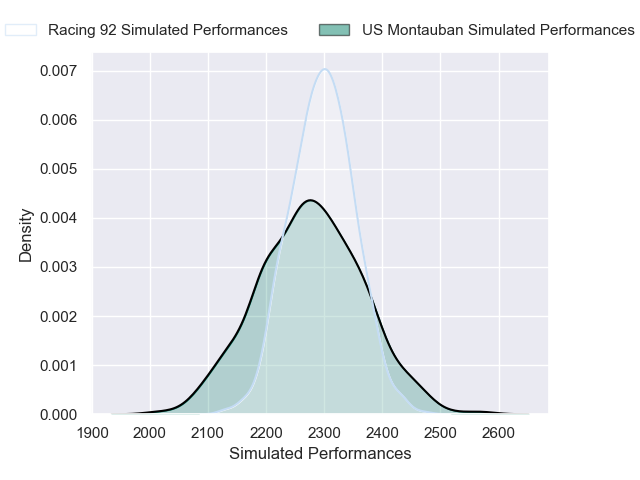 Racing 92 Simulated Performances US Montauban Simulated Performances
0.007
0.006
0.005
0.004
0.003
0.002
0.001
0.000
Density
1900 2000 2100 2200 2300 2400 2500 2600
Simulated Performances